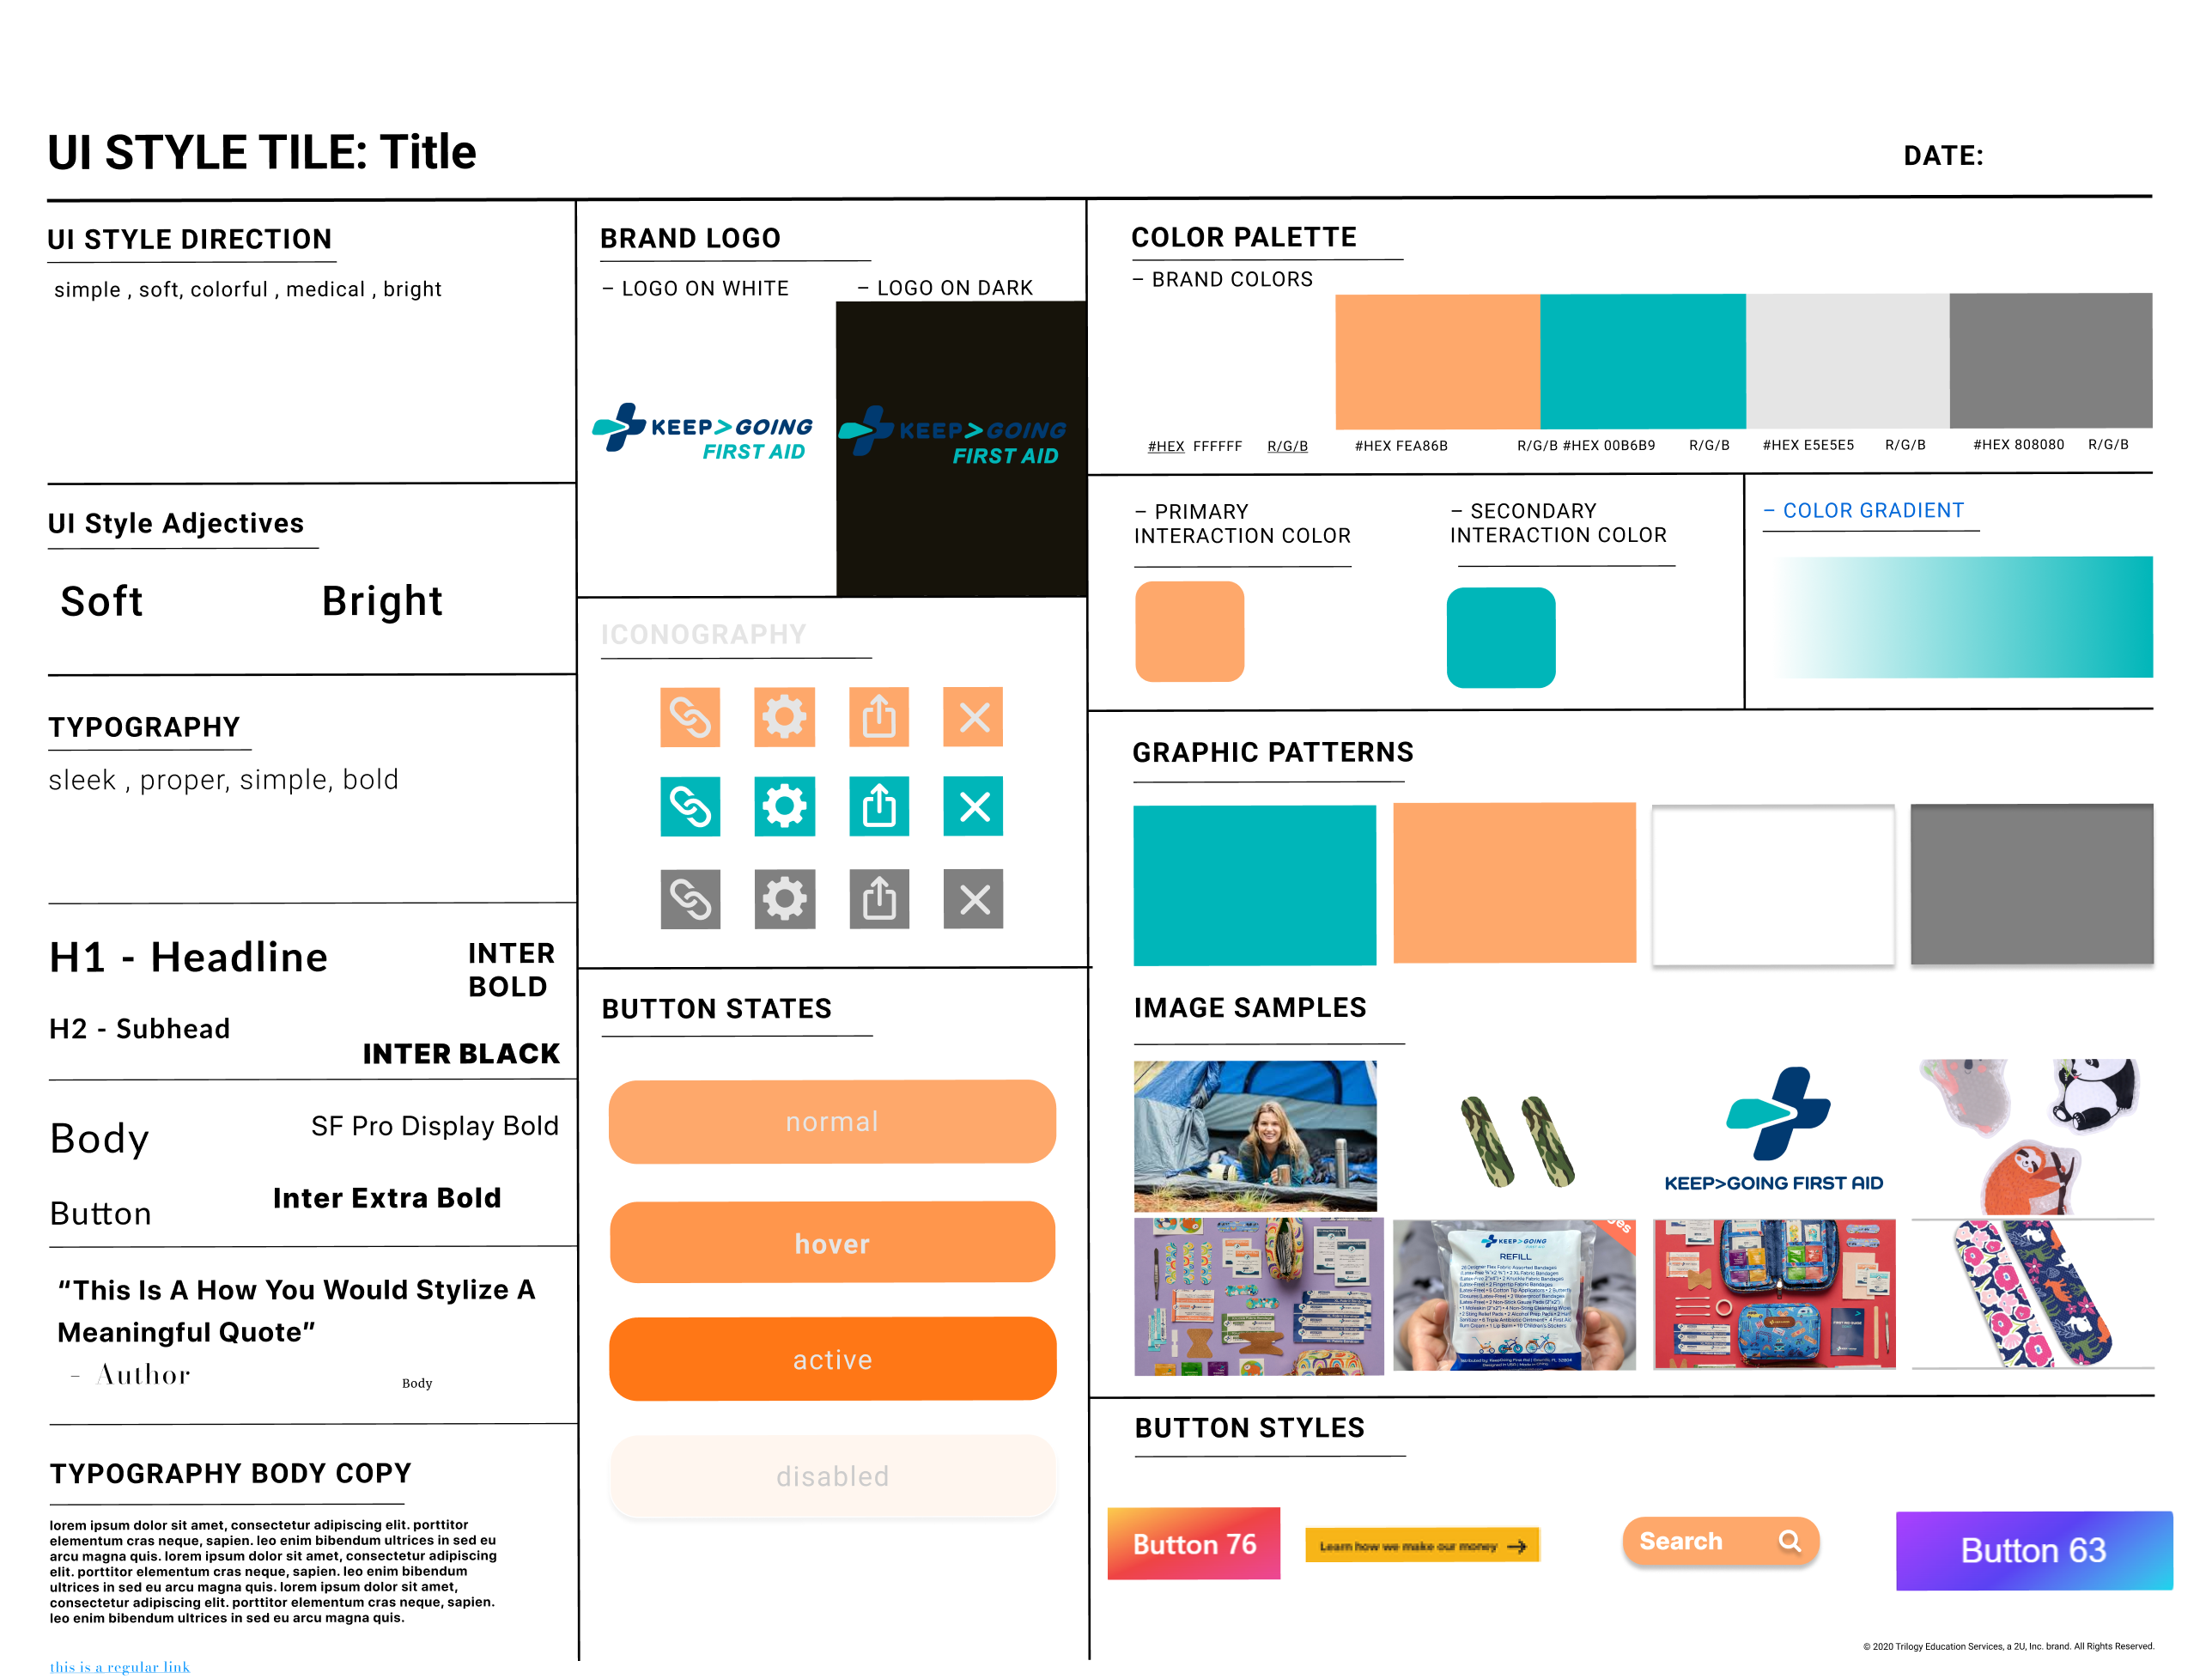 UI STYLE TILE: Title
DATE:
UI STYLE DIRECTION
simple , soft, colorful , medical , bright
UI Style Adjectives
Soft
Bright
TYPOGRAPHY
sleek , proper, simple, bold
H1 - Headline
INTER
BOLD
H2 - Subhead
INTER BLACK
Body
SF Pro Display Bold
Button
Inter Extra Bold
“This Is A How You Would Stylize A
Meaningful Quote”
- Author
Body
TYPOGRAPHY BODY COPY
lorem ipsum dolor sit amet, consectetur adipiscing elit. porttitor
elementum cras neque, sapien. leo enim bibendum ultrices in sed eu
arcu magna quis. lorem ipsum dolor sit amet, consectetur adipiscing
elit. porttitor elementum cras neque, sapien. leo enim bibendum
ultrices in sed eu arcu magna quis. lorem ipsum dolor sit amet,
consectetur adipiscing elit. porttitor elementum cras neque, sapien.
leo enim bibendum ultrices in sed eu arcu magna quis.
this is a regular link
BRAND LOGO
– LOGO ON WHITE
– LOGO ON DARK
KEEP>GOING
FIRST AID
KEEP>GOING
FIRST AID
ICONOGRAPHY
BUTTON STATES
normal
hover
active
disabled
COLOR PALETTE
– BRAND COLORS
#HEX FFFFFF R/G/B
#HEX FEA86B R/G/B
#HEX 00B6B9 R/G/B
#HEX E5E5E5 R/G/B
#HEX 808080 R/G/B
– PRIMARY
INTERACTION COLOR
– SECONDARY
INTERACTION COLOR
– COLOR GRADIENT
GRAPHIC PATTERNS
IMAGE SAMPLES
KEEP>GOING FIRST AID
KEEP>GOING
FIRST AID
REFILL
BUTTON STYLES
Button 76
Learn how we make our money
Search
Button 63
© 2020 Trilogy Education Services, a 2U, Inc. brand. All Rights Reserved.